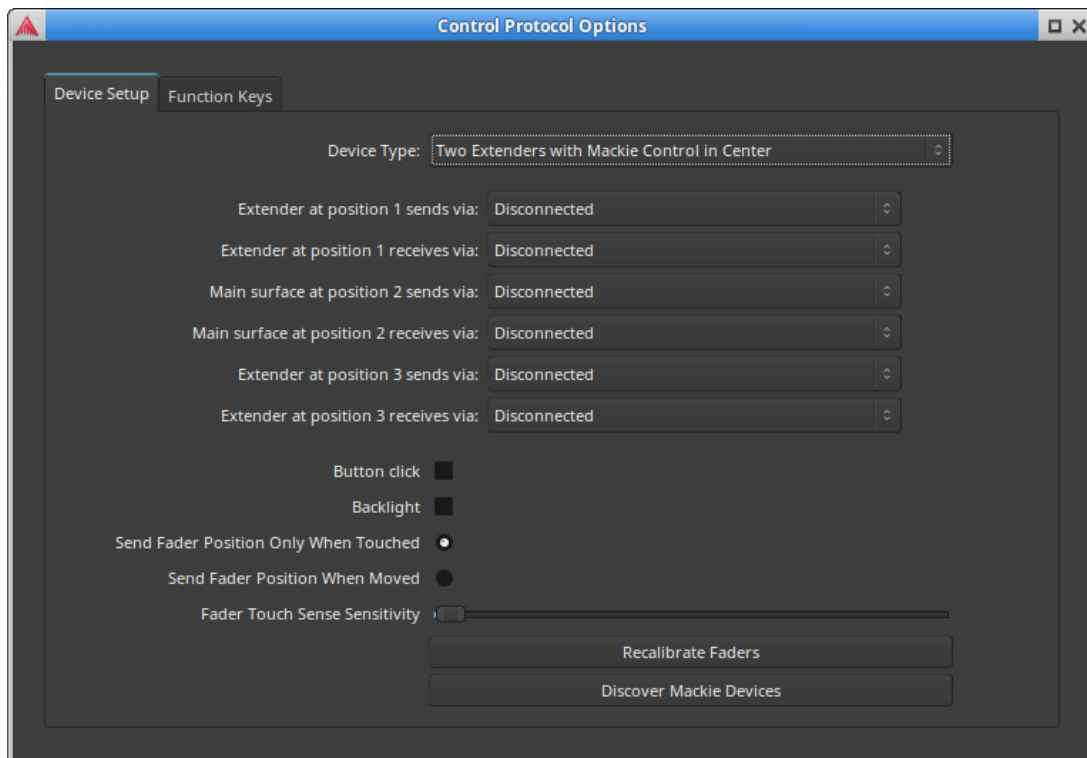 Control Protocol Options
Device Setup Function Keys
Device Type: Two Extenders with Mackie Control in Center
Extender at position 1 sends via: Disconnected
Extender at position 1 receives via: Disconnected
Main surface at position 2 sends via: Disconnected
Main surface at position 2 receives via: Disconnected
Extender at position 3 sends via: Disconnected
Extender at position 3 receives via: Disconnected
Button click
Backlight
Send Fader Position Only When Touched
Send Fader Position When Moved
Fader Touch Sense Sensitivity
Recalibrate Faders
Discover Mackie Devices